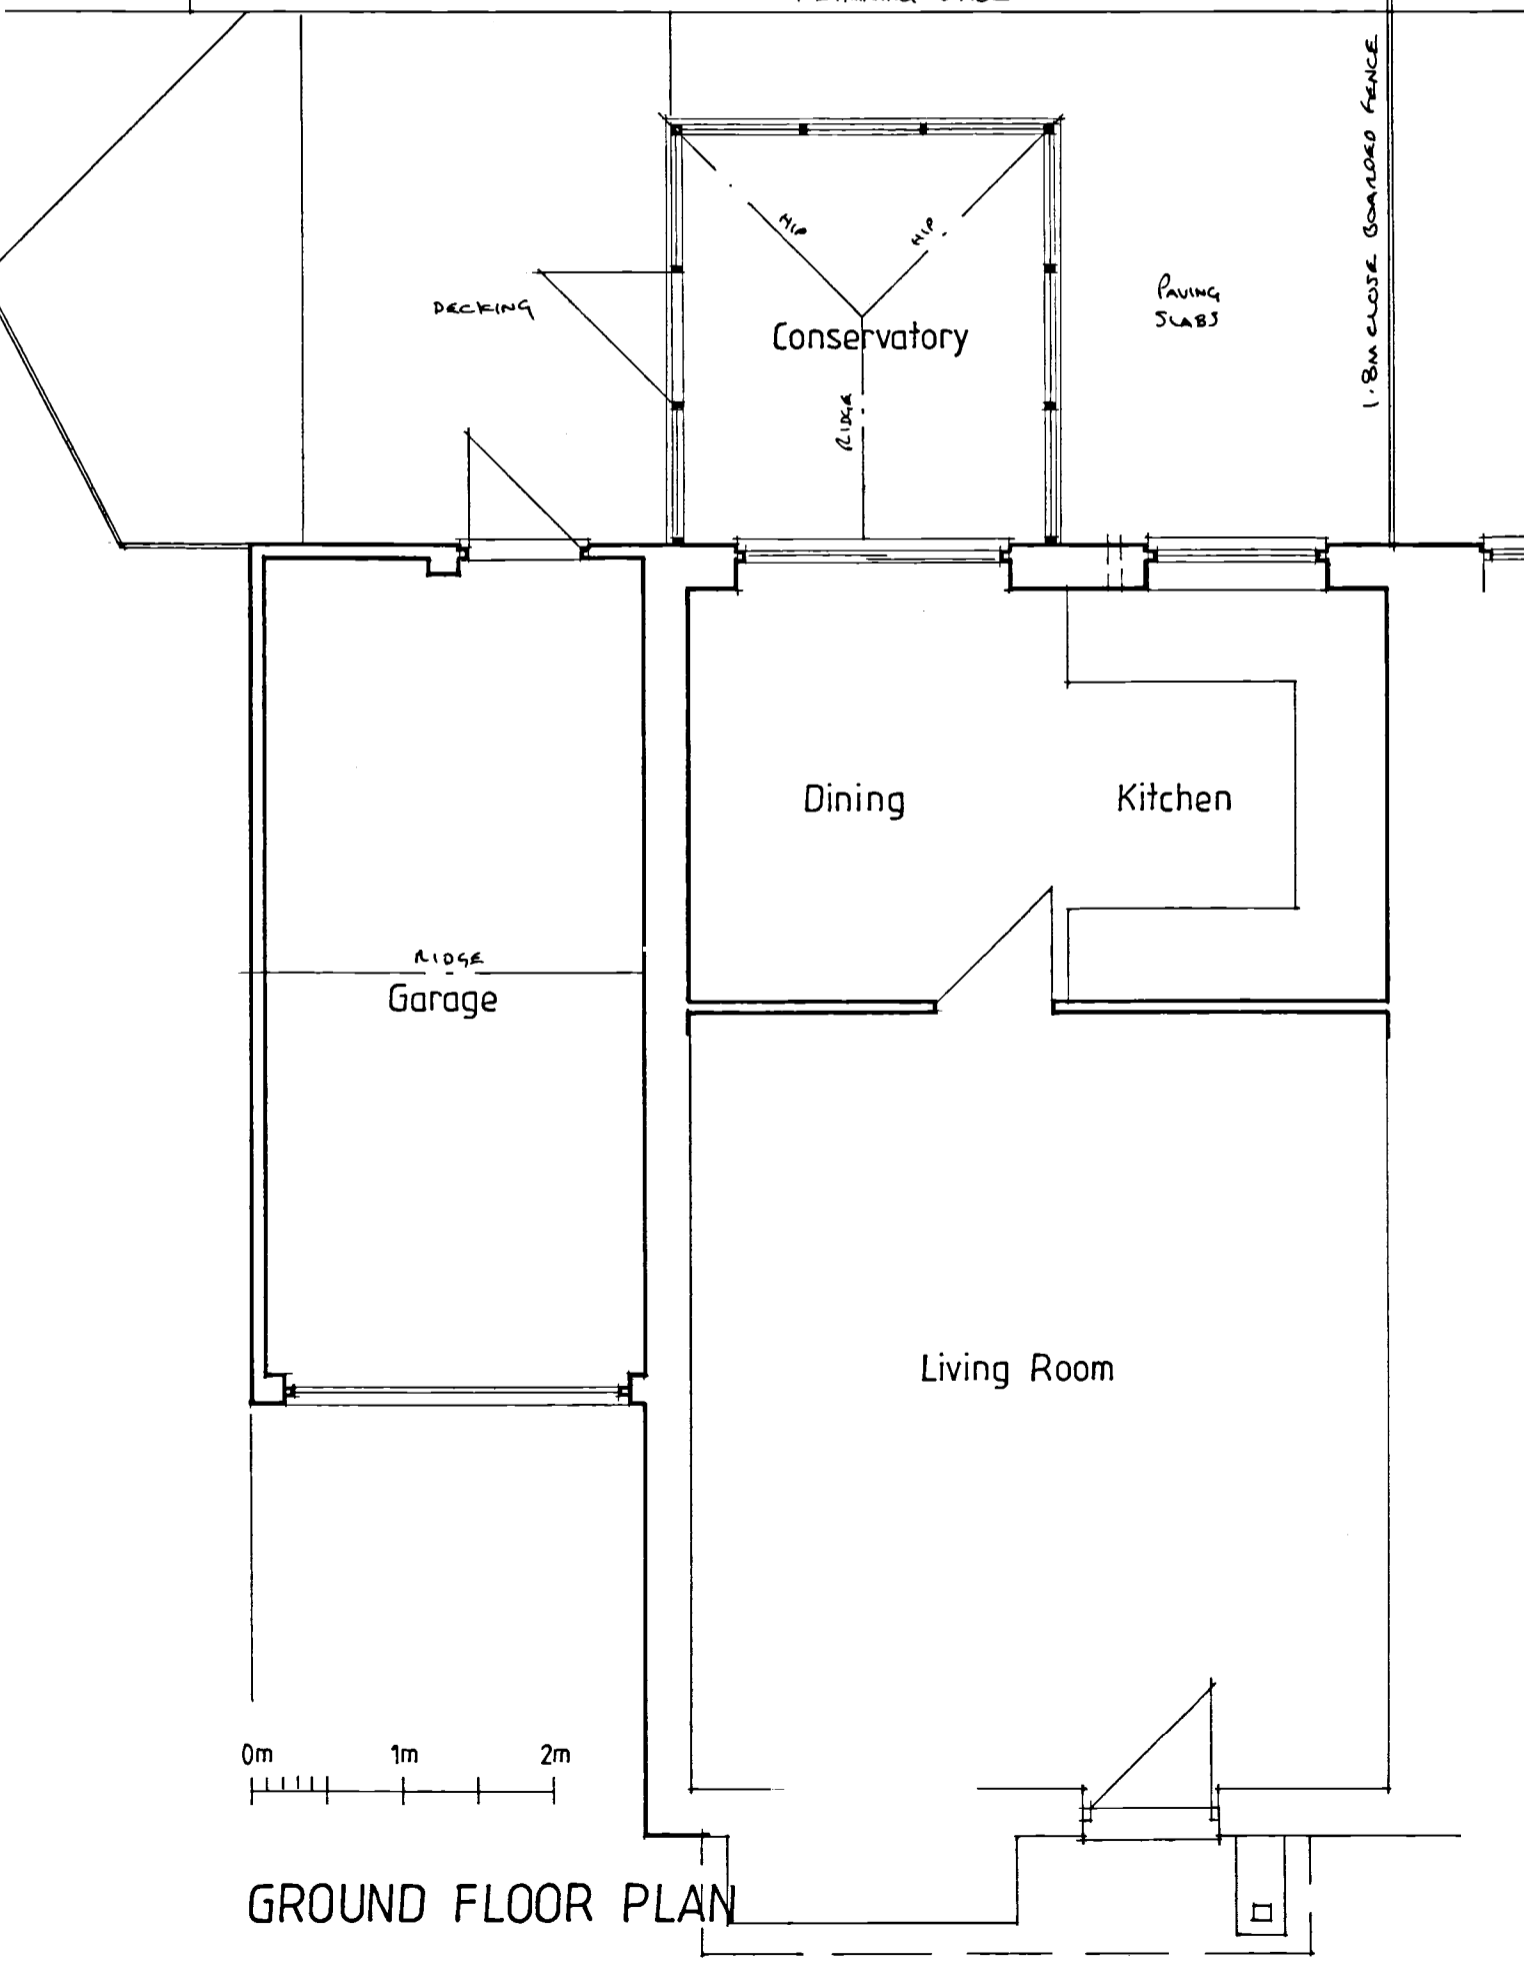 1.8M CLOSE BOARDED FENCE
HIP
HIP
DECKING
PAVING
SLABS
Conservatory
RIDGE
Dining
Kitchen
RIDGE
Garage
Living Room
0m 1m 2m
GROUND FLOOR PLAN